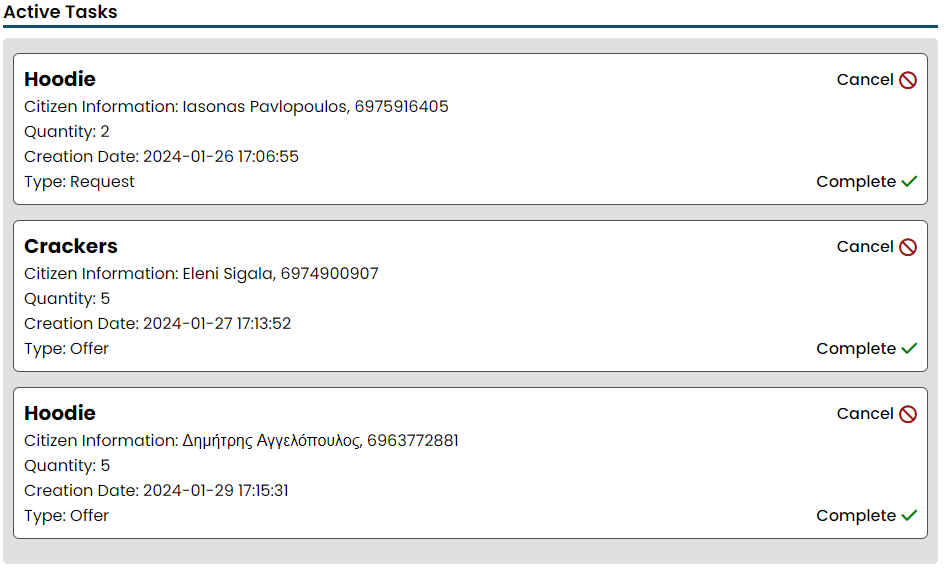 Active Tasks
Hoodie
Cancel
Citizen Information: Iasonas Pavlopoulos, 6975916405
Quantity: 2
Creation Date: 2024-01-26 17:06:55
Type: Request
Complete
Crackers
Cancel
Citizen Information: Eleni Sigala, 6974900907
Quantity: 5
Creation Date: 2024-01-27 17:13:52
Type: Offer
Complete
Hoodie
Cancel
Citizen Information: Δημήτρης Αγγελόπουλος, 6963772881
Quantity: 5
Creation Date: 2024-01-29 17:15:31
Type: Offer
Complete